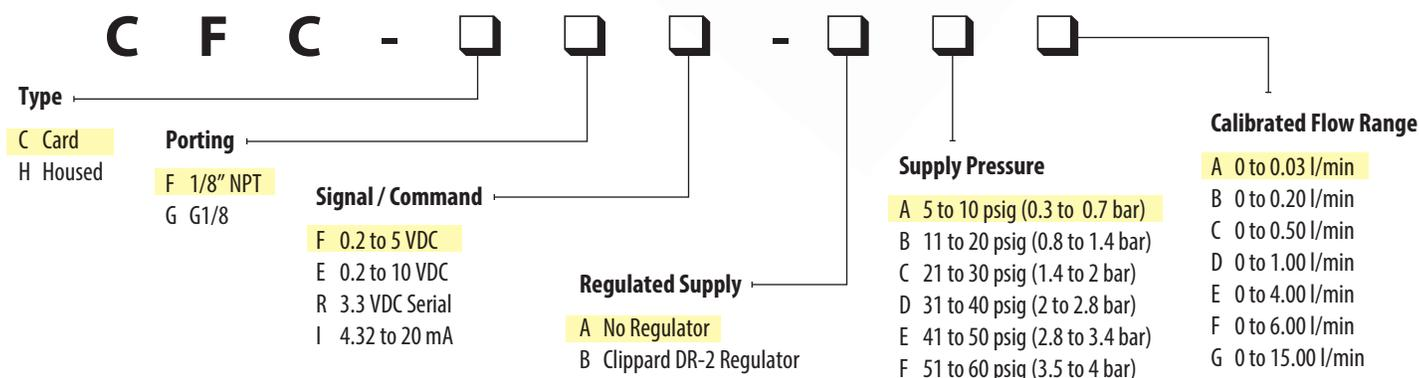 C F C - -
Type
C Card
H Housed
Porting
F 1/8” NPT
G G1/8
Signal / Command
F 0.2 to 5 VDC
E 0.2 to 10 VDC
R 3.3 VDC Serial
I 4.32 to 20 mA
Regulated Supply
A No Regulator
B Clippard DR-2 Regulator
Supply Pressure
A 5 to 10 psig (0.3 to 0.7 bar)
B 11 to 20 psig (0.8 to 1.4 bar)
C 21 to 30 psig (1.4 to 2 bar)
D 31 to 40 psig (2 to 2.8 bar)
E 41 to 50 psig (2.8 to 3.4 bar)
F 51 to 60 psig (3.5 to 4 bar)
Calibrated Flow Range
A 0 to 0.03 l/min
B 0 to 0.20 l/min
C 0 to 0.50 l/min
D 0 to 1.00 l/min
E 0 to 4.00 l/min
F 0 to 6.00 l/min
G 0 to 15.00 l/min